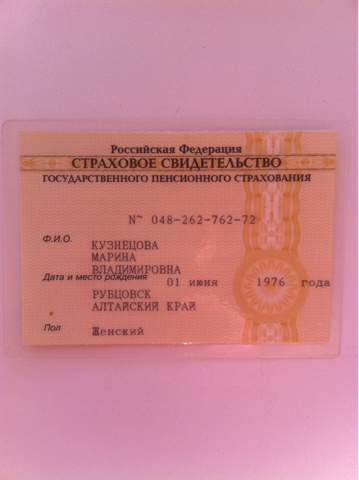 Российская Федерация
СТРАХОВОЕ СВИДЕТЕЛЬСТВО
ГОСУДАРСТВЕННОГО ПЕНСИОННОГО СТРАХОВАНИЯ
N~ 048-262-762-72
Ф.И.О.
КУЗНЕЦОВА
МАРИНА
ВЛАДИМИРОВНА
Дата и место рождения 01 июня 1976 года
РУБЦОВСК
АЛТАЙСКИЙ КРАЙ
Пол Женский